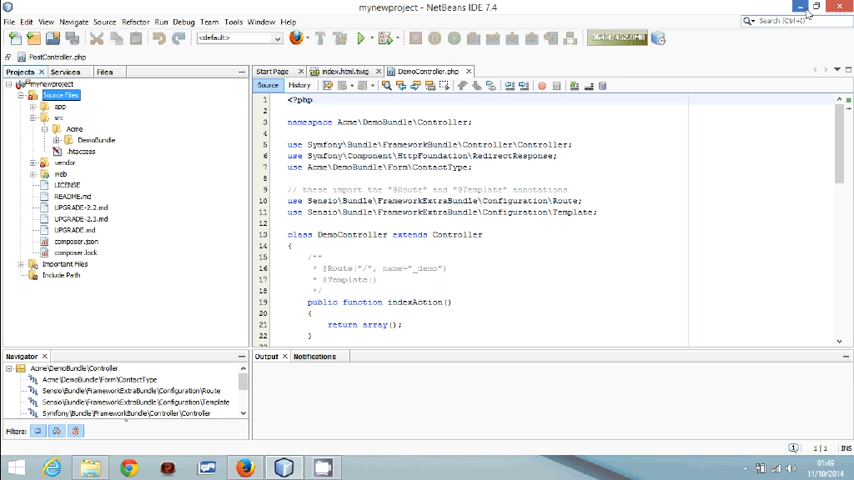 mynewproject - NetBeans IDE 7.4
File Edit View Navigate Source Refactor Run Debug Team Tools Window Help
Search (Ctrl+I)
<default>
PostController.php
Projects Services Files
Start Page index.html.twig DemoController.php
Source History
mynewproject
Source Files
app
src
Acme
DemoBundle
.htaccess
vendor
web
LICENSE
README.md
UPGRADE-2.2.md
UPGRADE-2.3.md
UPGRADE.md
composer.json
composer.lock
Important Files
Include Path
1 <?php
2
3 namespace Acme\DemoBundle\Controller;
4
5 use Symfony\Bundle\FrameworkBundle\Controller\Controller;
6 use Symfony\Component\HttpFoundation\RedirectResponse;
7 use Acme\DemoBundle\Form\ContactType;
8
9 // these import the "@Route" and "@Template" annotations
10 use Sensio\Bundle\FrameworkExtraBundle\Configuration\Route;
11 use Sensio\Bundle\FrameworkExtraBundle\Configuration\Template;
12
13 class DemoController extends Controller
14 {
15 /**
16 * @Route("/", name="_demo")
17 * @Template()
18 */
19 public function indexAction()
20 {
21 return array();
22 }
Navigator
Acme\DemoBundle\Controller
Acme\DemoBundle\Form\ContactType
Sensio\Bundle\FrameworkExtraBundle\Configuration\Route
Sensio\Bundle\FrameworkExtraBundle\Configuration\Template
Symfony\Bundle\FrameworkBundle\Controller\Controller
Filters:
Output Notifications
1 | 1 INS
01:49
11/10/2014